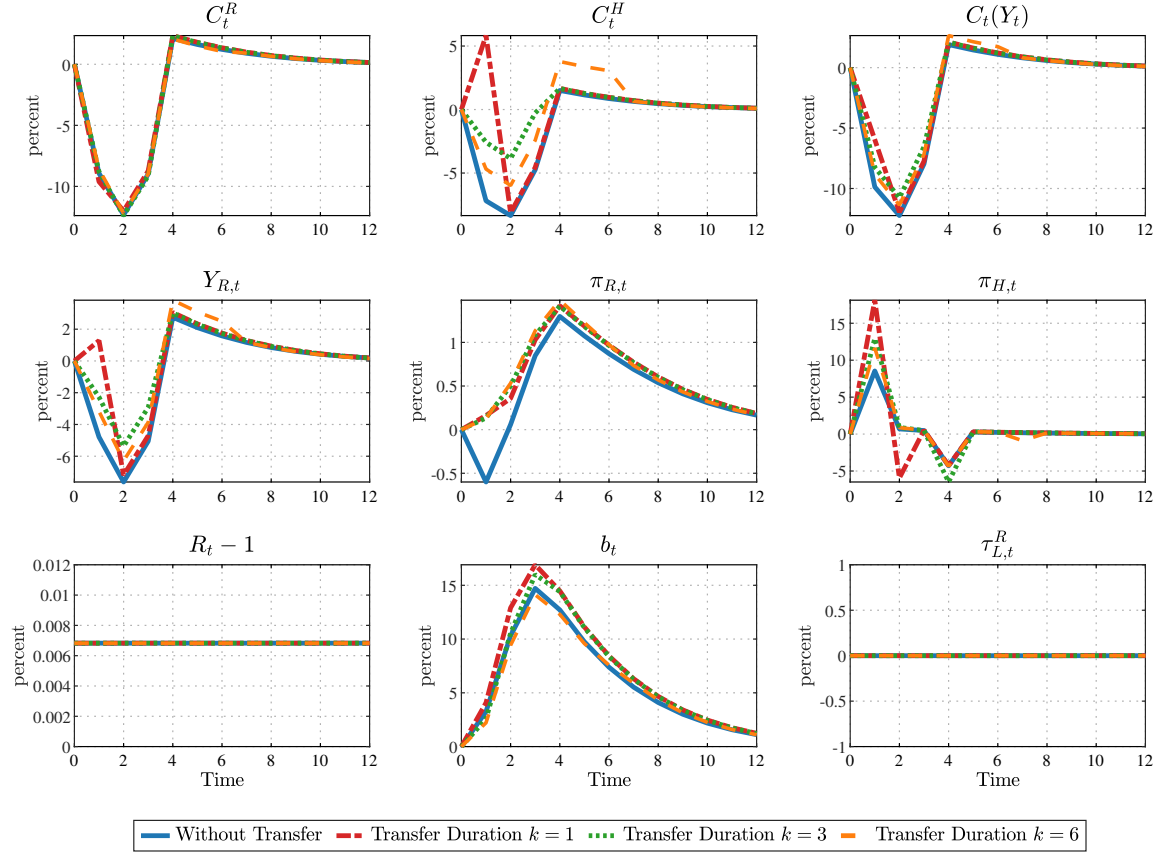 C_t^R C_t^H C_t(Y_t)
percent percent percent
0 5 0
-5 0 -5
-10 -5 -10
0 2 4 6 8 10 12 0 2 4 6 8 10 12 0 2 4 6 8 10 12
Y_{R,t} π_{R,t} π_{H,t}
percent percent percent
2 1 15
0 0.5 10
-2 0 5
-4 -0.5 0
-6 -5
0 2 4 6 8 10 12 0 2 4 6 8 10 12 0 2 4 6 8 10 12
R_t − 1 b_t τ_{L,t}^R
percent percent percent
0.012 15 1
0.01 10 0.5
0.008 5 0
0.006 0 -0.5
0.004 -1
0.002
0
0 2 4 6 8 10 12 0 2 4 6 8 10 12 0 2 4 6 8 10 12
Time Time Time
Without Transfer Transfer Duration k = 1 Transfer Duration k = 3 Transfer Duration k = 6